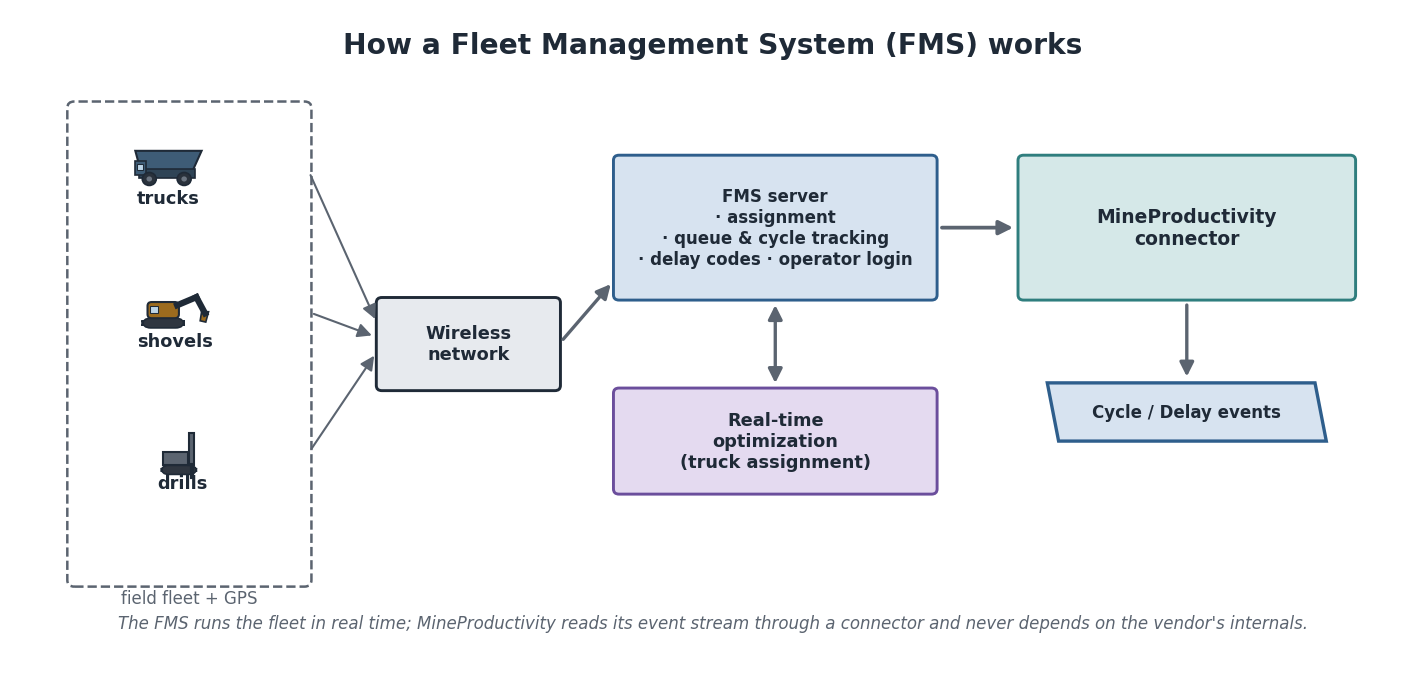 How a Fleet Management System (FMS) works
trucks
shovels
drills
field fleet + GPS
Wireless
network
FMS server
· assignment
· queue & cycle tracking
· delay codes · operator login
Real-time
optimization
(truck assignment)
MineProductivity
connector
Cycle / Delay events
The FMS runs the fleet in real time; MineProductivity reads its event stream through a connector and never depends on the vendor's internals.